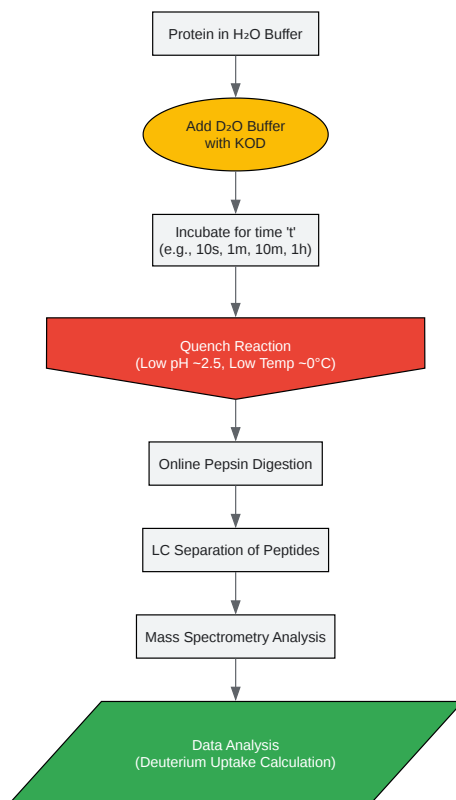 Protein in H₂O Buffer
Add D₂O Buffer
with KOD
Incubate for time 't'
(e.g., 10s, 1m, 10m, 1h)
Quench Reaction
(Low pH ~2.5, Low Temp ~0°C)
Online Pepsin Digestion
LC Separation of Peptides
Mass Spectrometry Analysis
Data Analysis
(Deuterium Uptake Calculation)